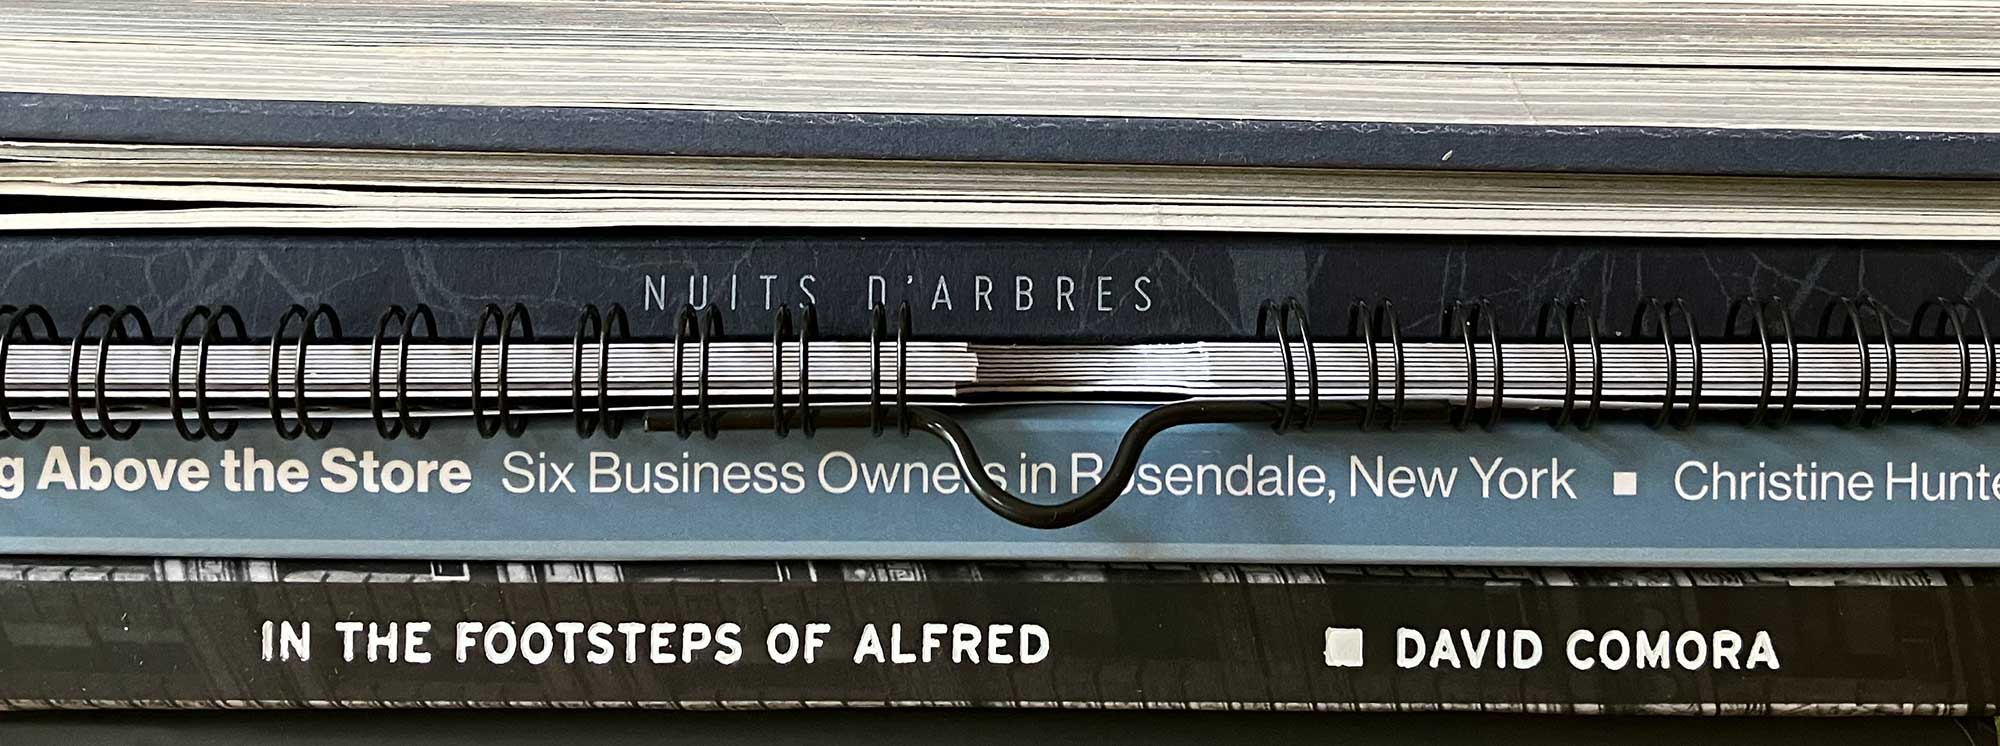 NUITS D'ARBRES
g Above the Store Six Business Owners in Rosendale, New York ■ Christine Hunte
IN THE FOOTSTEPS OF ALFRED ■ DAVID COMORA